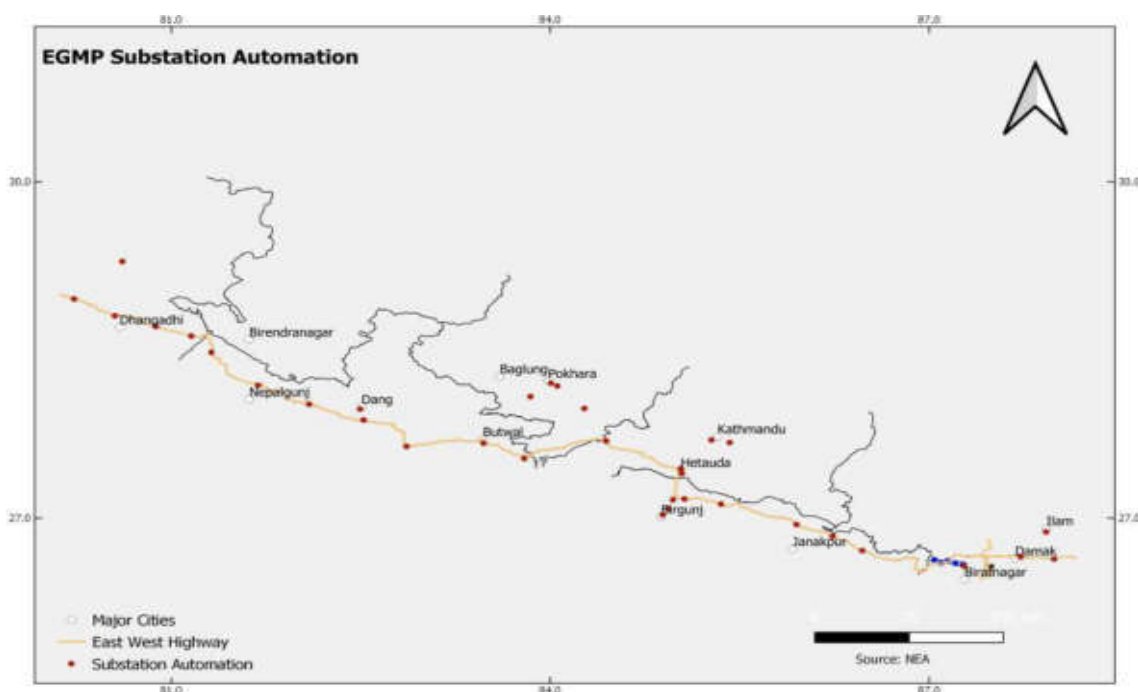 81.0 84.0 87.0
EGMP Substation Automation
30.0 30.0
Dhangadhi
Birendranagar
Baglung Pokhara
Nepalgunj
Dang
Butwal
Kathmandu
Hetauda
Birgunj
27.0 27.0
Ilam
Janakpur
Damak
Biratnagar
Major Cities
East West Highway
Substation Automation
Source: NEA
81.0 84.0 87.0